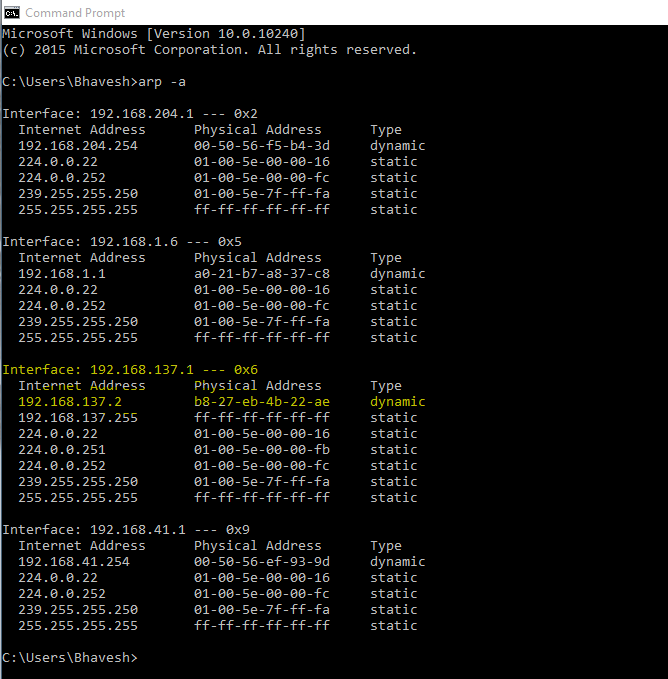 Command Prompt
Microsoft Windows [Version 10.0.10240]
(c) 2015 Microsoft Corporation. All rights reserved.
C:\Users\Bhavesh>arp -a
Interface: 192.168.204.1 --- 0x2
  Internet Address      Physical Address      Type
  192.168.204.254       00-50-56-f5-b4-3d     dynamic
  224.0.0.22            01-00-5e-00-00-16     static
  224.0.0.252           01-00-5e-00-00-fc     static
  239.255.255.250       01-00-5e-7f-ff-fa     static
  255.255.255.255       ff-ff-ff-ff-ff-ff     static
Interface: 192.168.1.6 --- 0x5
  Internet Address      Physical Address      Type
  192.168.1.1           a0-21-b7-a8-37-c8     dynamic
  224.0.0.22            01-00-5e-00-00-16     static
  224.0.0.252           01-00-5e-00-00-fc     static
  239.255.255.250       01-00-5e-7f-ff-fa     static
  255.255.255.255       ff-ff-ff-ff-ff-ff     static
Interface: 192.168.137.1 --- 0x6
  Internet Address      Physical Address      Type
  192.168.137.2         b8-27-eb-4b-22-ae     dynamic
  192.168.137.255       ff-ff-ff-ff-ff-ff     static
  224.0.0.22            01-00-5e-00-00-16     static
  224.0.0.251           01-00-5e-00-00-fb     static
  224.0.0.252           01-00-5e-00-00-fc     static
  239.255.255.250       01-00-5e-7f-ff-fa     static
  255.255.255.255       ff-ff-ff-ff-ff-ff     static
Interface: 192.168.41.1 --- 0x9
  Internet Address      Physical Address      Type
  192.168.41.254        00-50-56-ef-93-9d     dynamic
  224.0.0.22            01-00-5e-00-00-16     static
  224.0.0.252           01-00-5e-00-00-fc     static
  239.255.255.250       01-00-5e-7f-ff-fa     static
  255.255.255.255       ff-ff-ff-ff-ff-ff     static
C:\Users\Bhavesh>